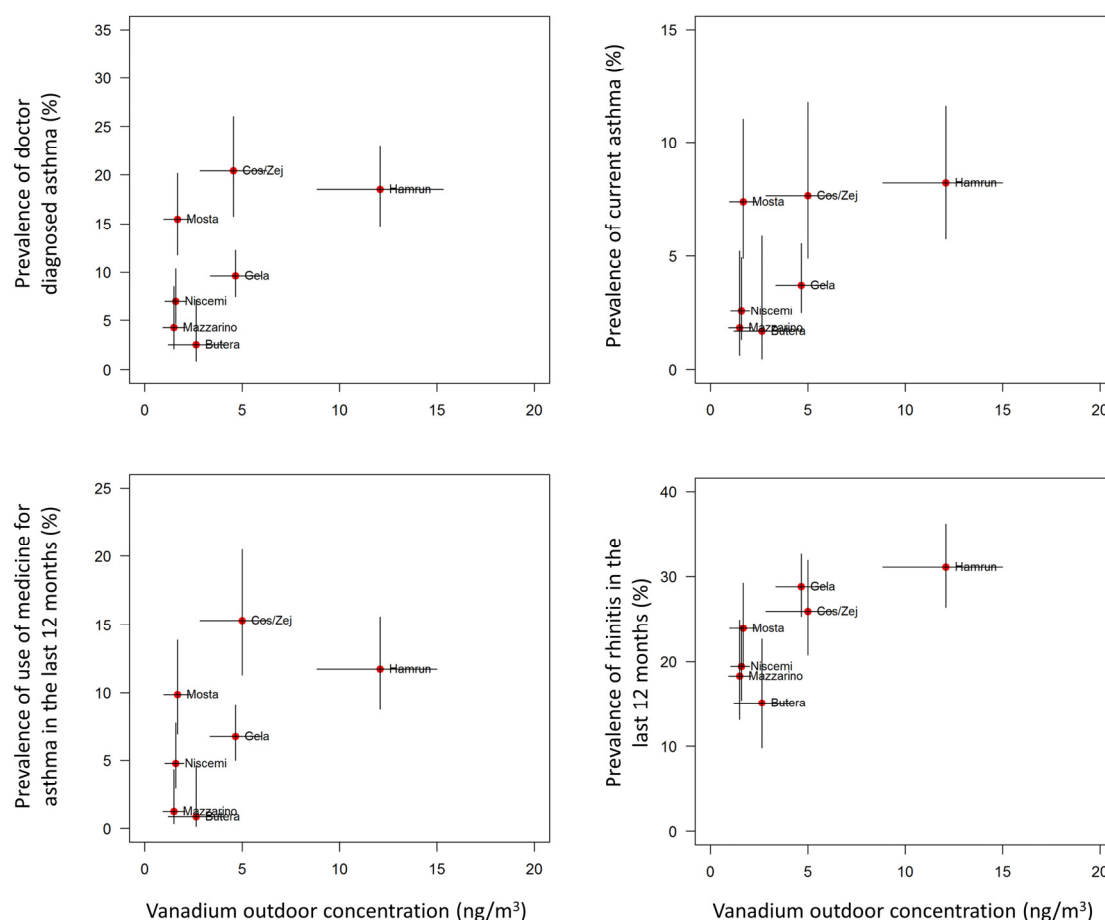 Prevalence of doctor
diagnosed asthma (%)
35
30
25
20
15
10
5
0
Cos/Zej
Hamrun
Mosta
Gela
Niscemi
Mazzarino
Butera
0 5 10 15 20
Prevalence of current asthma (%)
15
10
5
0
Hamrun
Cos/Zej
Mosta
Gela
Niscemi
Mazzarino
Butera
0 5 10 15 20
Prevalence of use of medicine for
asthma in the last 12 months (%)
25
20
15
10
5
0
Cos/Zej
Hamrun
Mosta
Gela
Niscemi
Mazzarino
Butera
0 5 10 15 20
Vanadium outdoor concentration (ng/m³)
Prevalence of rhinitis in the
last 12 months (%)
40
30
20
10
0
Hamrun
Gela
Cos/Zej
Mosta
Niscemi
Mazzarino
Butera
0 5 10 15 20
Vanadium outdoor concentration (ng/m³)